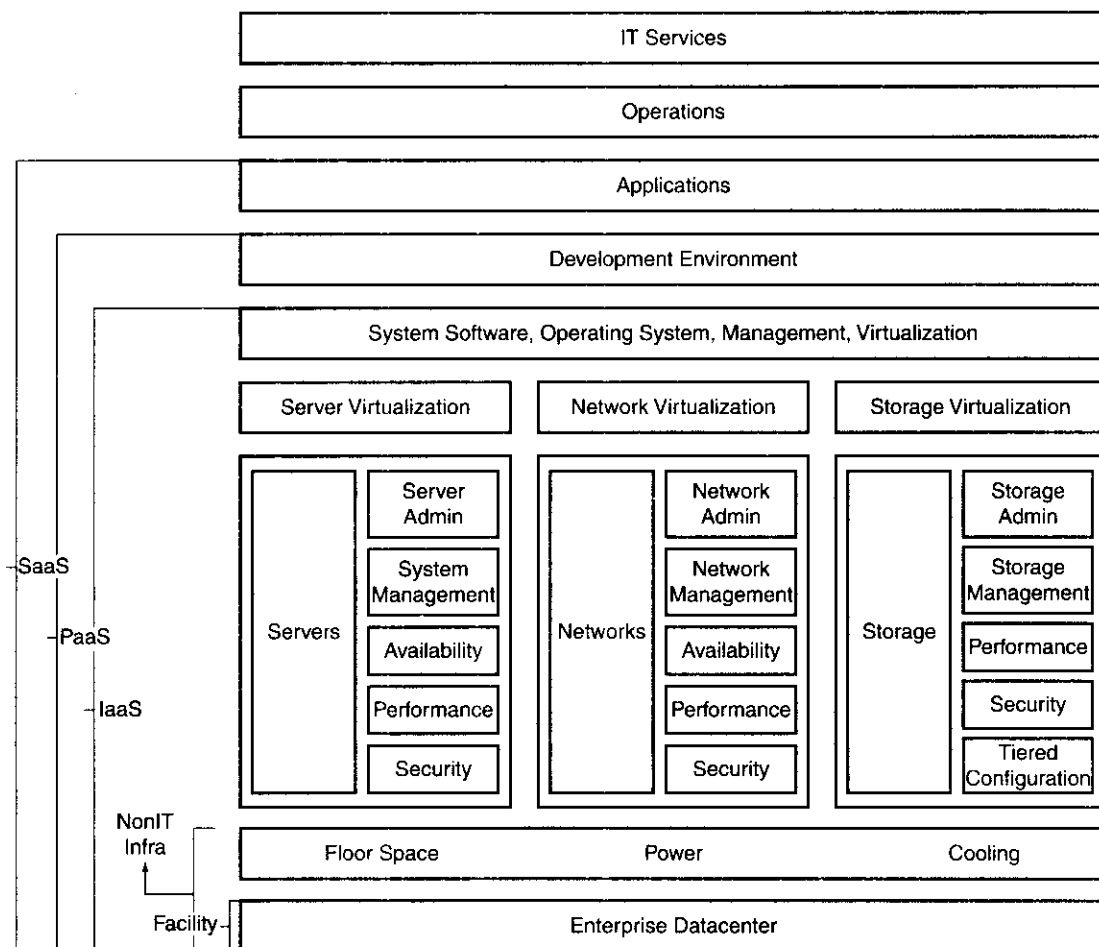 IT Services
Operations
Applications
Development Environment
System Software, Operating System, Management, Virtualization
Server Virtualization
Network Virtualization
Storage Virtualization
Servers
Server
Admin
System
Management
Availability
Performance
Security
Networks
Network
Admin
Network
Management
Availability
Performance
Security
Storage
Storage
Admin
Storage
Management
Performance
Security
Tiered
Configuration
SaaS
PaaS
IaaS
NonIT
Infra
Floor Space
Power
Cooling
Facility
Enterprise Datacenter